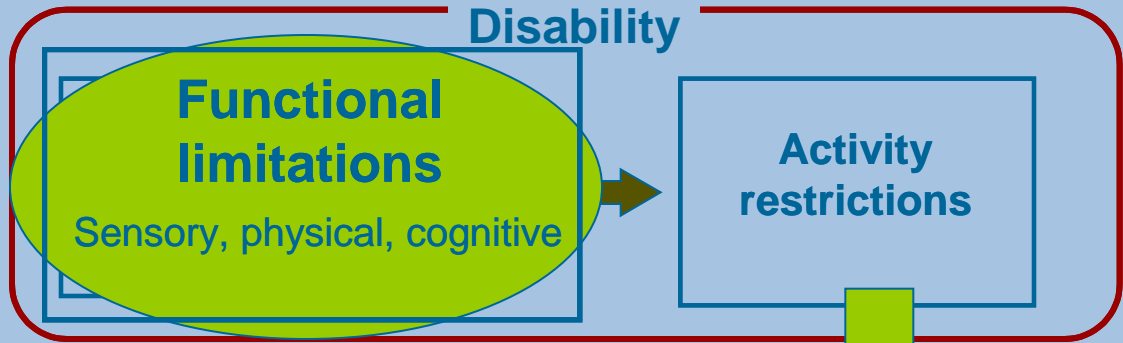 Disability
Functional
limitations
Sensory, physical, cognitive
Activity
restrictions